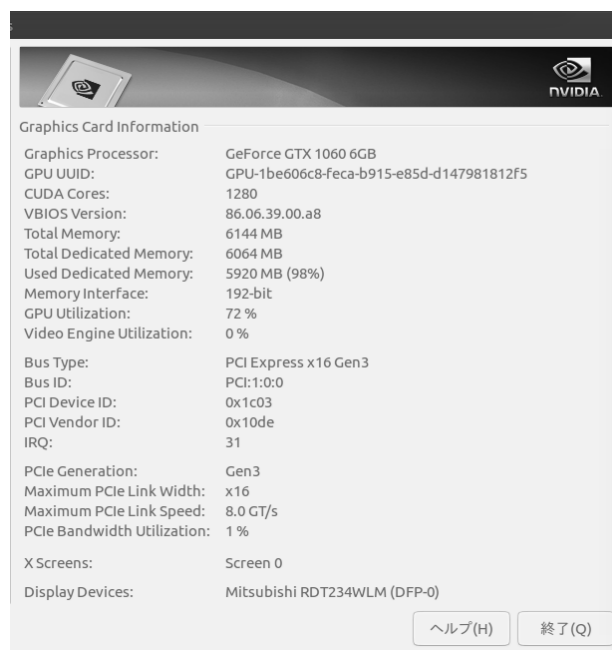 NVIDIA.
Graphics Card Information
Graphics Processor: GeForce GTX 1060 6GB
GPU UUID: GPU-1be606c8-feca-b915-e85d-d147981812f5
CUDA Cores: 1280
VBIOS Version: 86.06.39.00.a8
Total Memory: 6144 MB
Total Dedicated Memory: 6064 MB
Used Dedicated Memory: 5920 MB (98%)
Memory Interface: 192-bit
GPU Utilization: 72 %
Video Engine Utilization: 0 %
Bus Type: PCI Express x16 Gen3
Bus ID: PCI:1:0:0
PCI Device ID: 0x1c03
PCI Vendor ID: 0x10de
IRQ: 31
PCIe Generation: Gen3
Maximum PCIe Link Width: x16
Maximum PCIe Link Speed: 8.0 GT/s
PCIe Bandwidth Utilization: 1 %
X Screens: Screen 0
Display Devices: Mitsubishi RDT234WLM (DFP-0)
ヘルプ(H) 終了(Q)